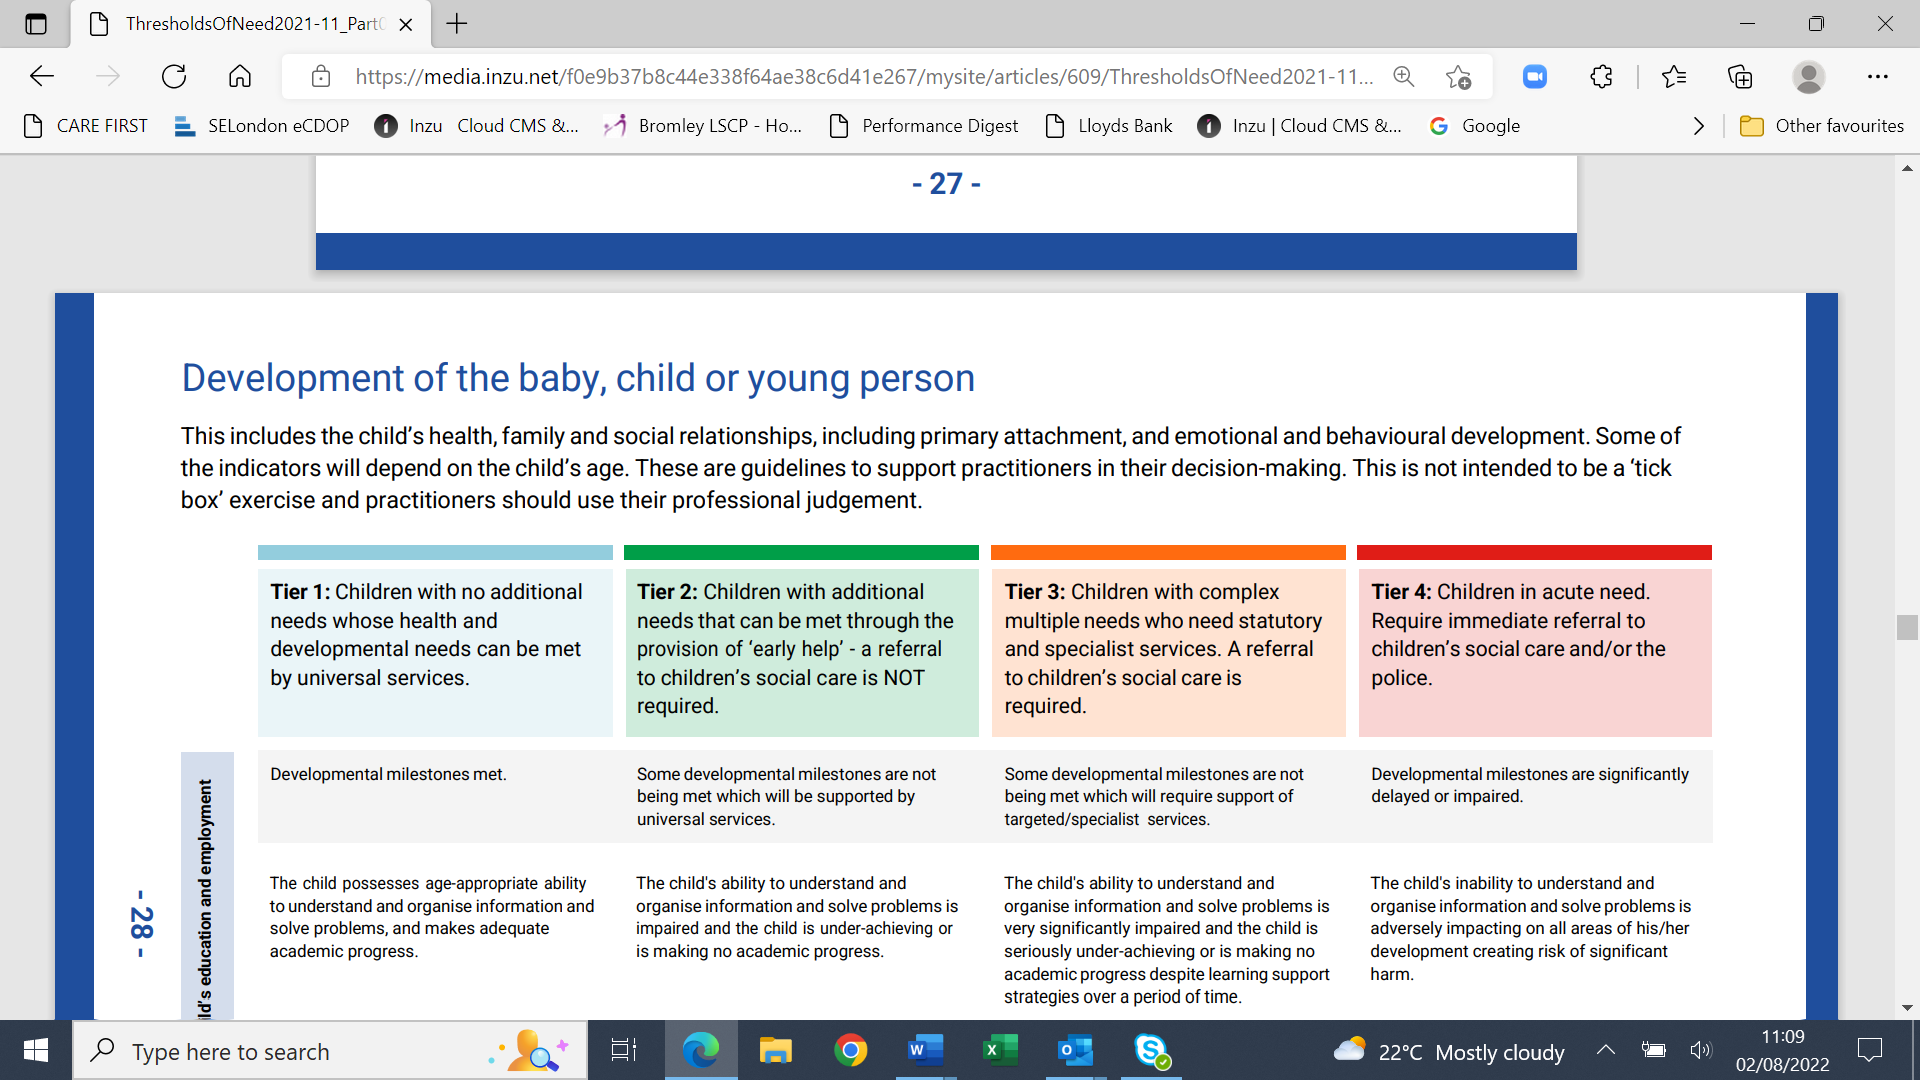 ThresholdsOfNeed2021-11_Part
https://media.inzu.net/f0e9b37b8c44e338f64ae38c6d41e267/mysite/articles/609/ThresholdsOfNeed2021-11...
CARE FIRST
SELondon eCDOP
Inzu Cloud CMS &...
Bromley LSCP - Ho...
Performance Digest
Lloyds Bank
Inzu | Cloud CMS &...
Google
Other favourites
- 27 -
Development of the baby, child or young person
This includes the child’s health, family and social relationships, including primary attachment, and emotional and behavioural development. Some of
the indicators will depend on the child’s age. These are guidelines to support practitioners in their decision-making. This is not intended to be a ‘tick
box’ exercise and practitioners should use their professional judgement.
Tier 1: Children with no additional
needs whose health and
developmental needs can be met
by universal services.
Tier 2: Children with additional
needs that can be met through the
provision of ‘early help’ - a referral
to children’s social care is NOT
required.
Tier 3: Children with complex
multiple needs who need statutory
and specialist services. A referral
to children’s social care is
required.
Tier 4: Children in acute need.
Require immediate referral to
children’s social care and/or the
police.
ld’s education and employment
Developmental milestones met.
Some developmental milestones are not
being met which will be supported by
universal services.
Some developmental milestones are not
being met which will require support of
targeted/specialist services.
Developmental milestones are significantly
delayed or impaired.
The child possesses age-appropriate ability
to understand and organise information and
solve problems, and makes adequate
academic progress.
The child's ability to understand and
organise information and solve problems is
impaired and the child is under-achieving or
is making no academic progress.
The child's ability to understand and
organise information and solve problems is
very significantly impaired and the child is
seriously under-achieving or is making no
academic progress despite learning support
strategies over a period of time.
The child's inability to understand and
organise information and solve problems is
adversely impacting on all areas of his/her
development creating risk of significant
harm.
- 28 -
Type here to search
22°C Mostly cloudy
11:09
02/08/2022